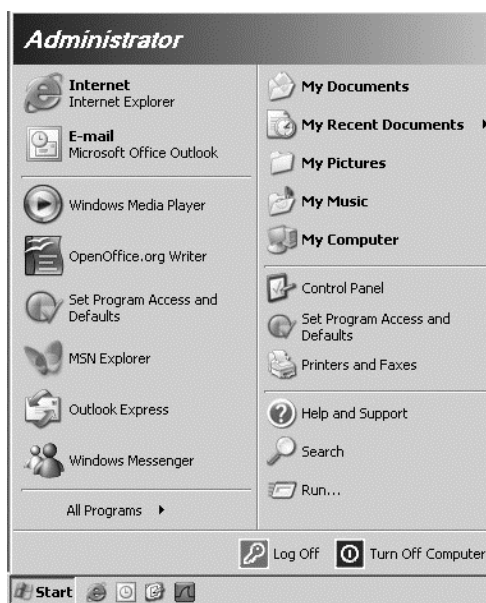 Administrator
Internet
Internet Explorer
E-mail
Microsoft Office Outlook
Windows Media Player
OpenOffice.org Writer
Set Program Access and
Defaults
MSN Explorer
Outlook Express
Windows Messenger
All Programs
My Documents
My Recent Documents
My Pictures
My Music
My Computer
Control Panel
Set Program Access and
Defaults
Printers and Faxes
Help and Support
Search
Run...
Log Off
Turn Off Computer
Start